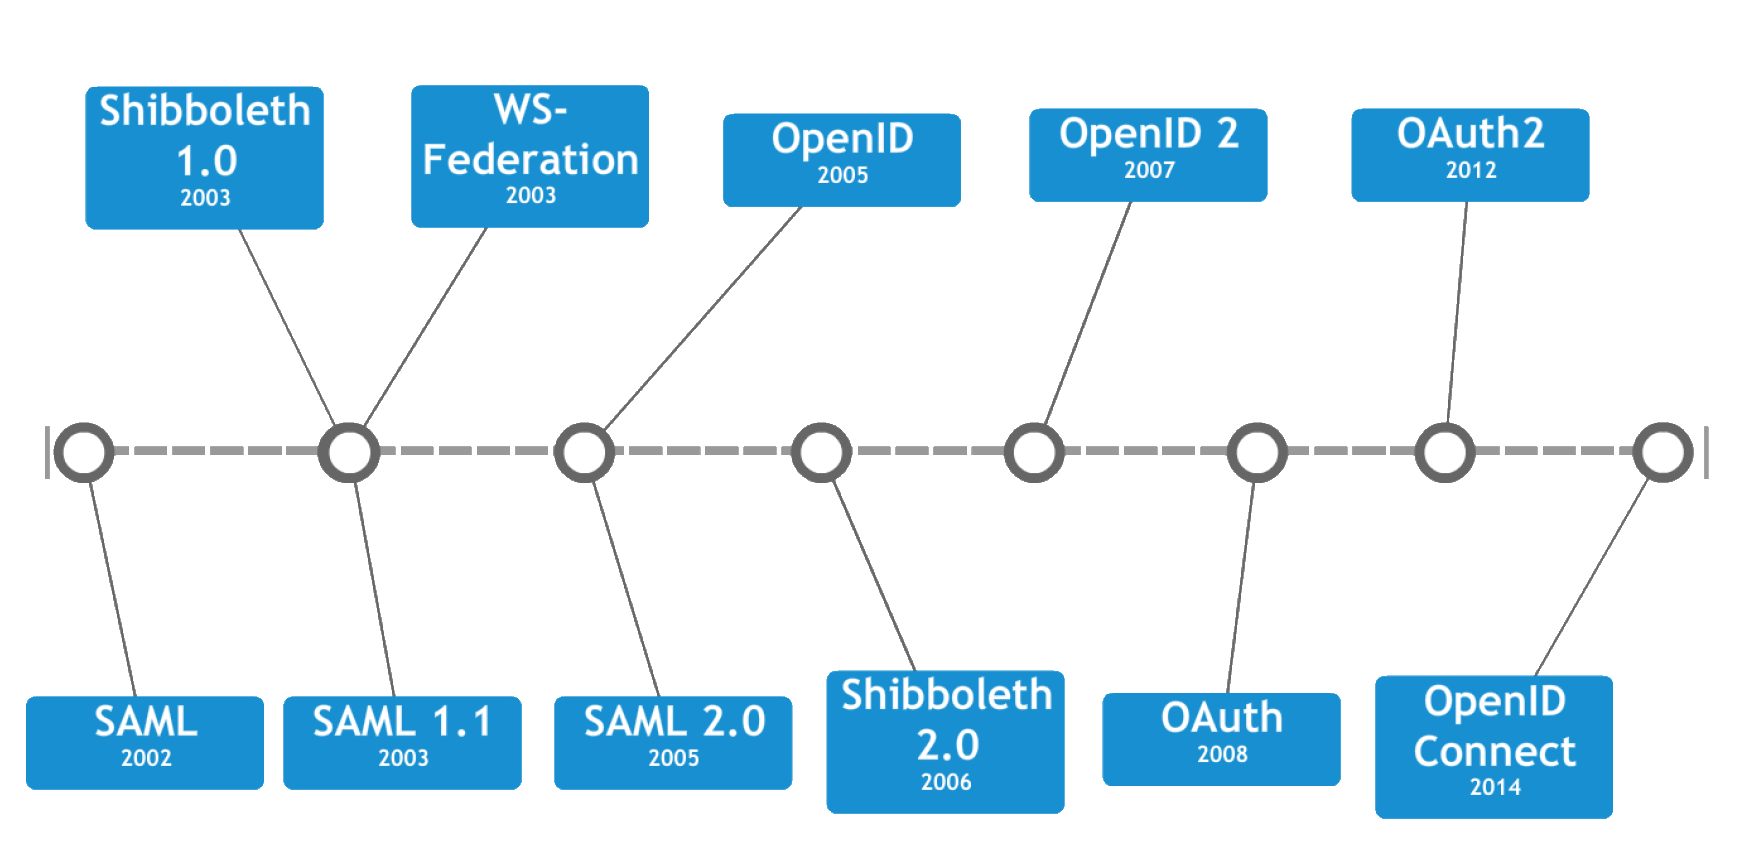 Shibboleth
1.0
2003
WS-
Federation
2003
OpenID
2005
OpenID 2
2007
OAuth2
2012
SAML
2002
SAML 1.1
2003
SAML 2.0
2005
Shibboleth
2.0
2006
OAuth
2008
OpenID
Connect
2014